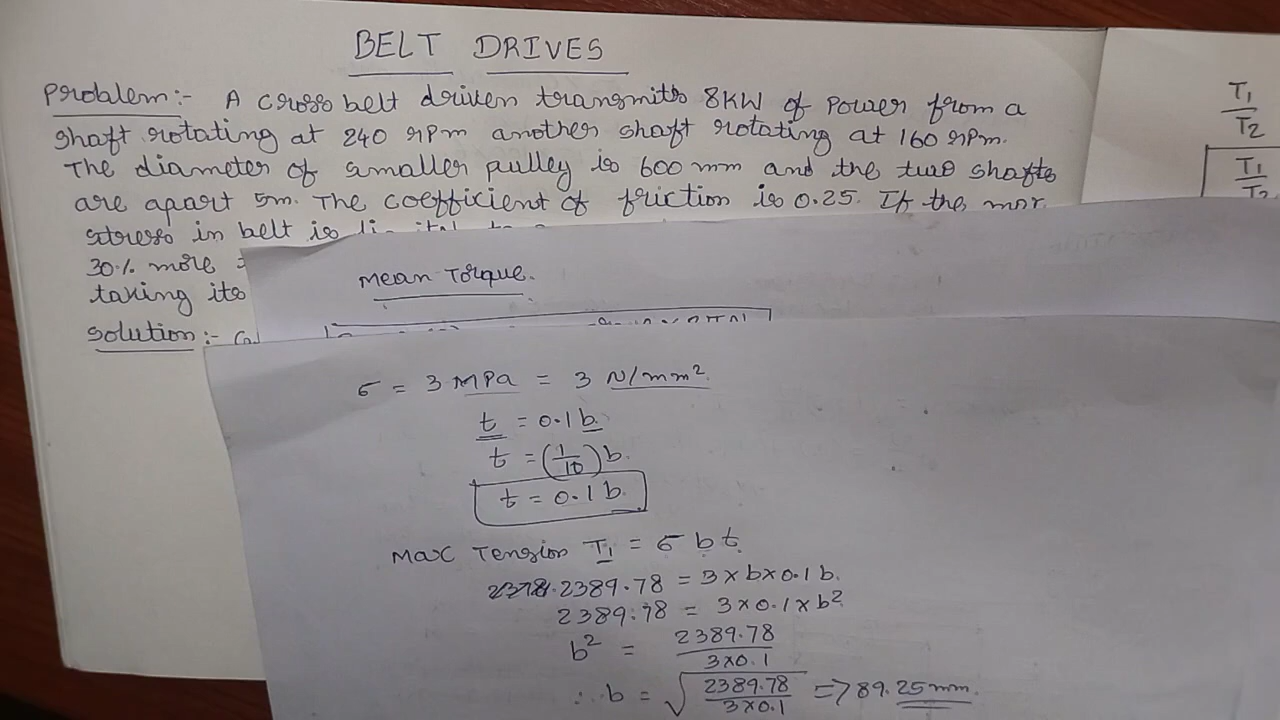 BELT DRIVES
Problem:- A cross belt driven transmits 8KW of Power from a
shaft rotating at 240 rpm another shaft rotating at 160 rpm.
The diameter of smaller pulley is 600 mm and the two shafts
are apart 5m. The coefficient of friction is 0.25. If the max
stress in belt is
30% more
taking its
Solution:-
T1
T2
T1
T2
Mean Torque.
σ = 3 MPa = 3 N/mm².
t = 0.1 b.
t = (1/10) b.
t = 0.1 b.
Max Tension T1 = σ b t.
2389.78 = 3 x b x 0.1 b.
2389.78 = 3 x 0.1 x b²
b² = 2389.78
3x0.1
∴ b = √ 2389.78 => 89.25 mm.
3x0.1